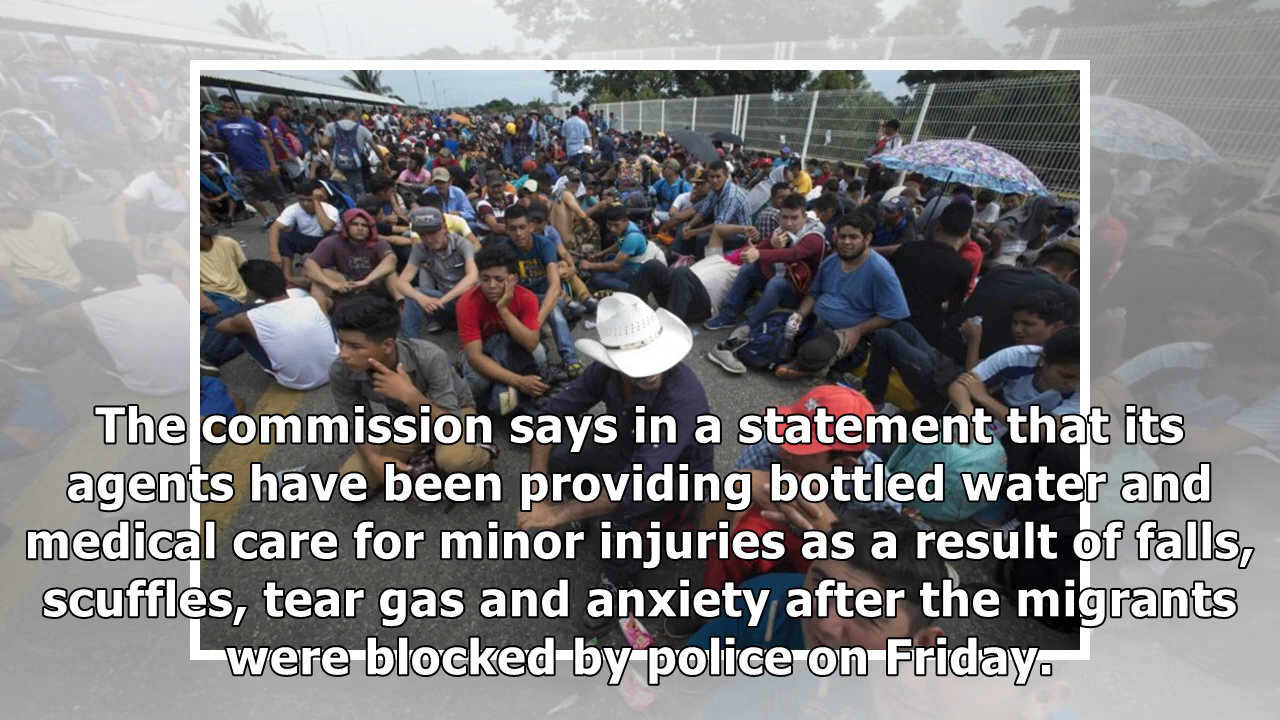 The commission says in a statement that its
agents have been providing bottled water and
medical care for minor injuries as a result of falls,
scuffles, tear gas and anxiety after the migrants
were blocked by police on Friday.